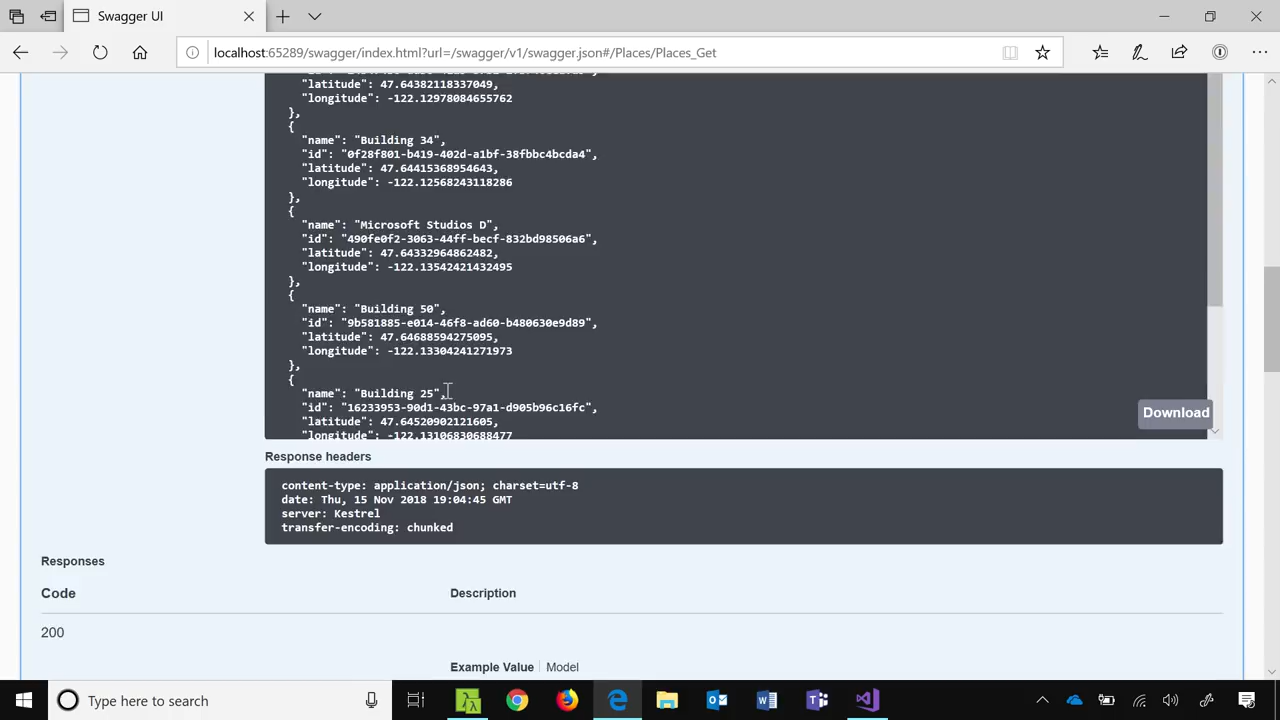 Swagger UI
localhost:65289/swagger/index.html?url=/swagger/v1/swagger.json#/Places/Places_Get
"latitude": 47.64382118337049,
"longitude": -122.12978084655762
},
{
"name": "Building 34",
"id": "0f28f801-b419-402d-a1bf-38fbbc4bcda4",
"latitude": 47.64415368954643,
"longitude": -122.12568243118286
},
{
"name": "Microsoft Studios D",
"id": "490fe0f2-3063-44ff-becf-832bd98506a6",
"latitude": 47.64332964862482,
"longitude": -122.13542421432495
},
{
"name": "Building 50",
"id": "9b581885-e014-46f8-ad60-b480630e9d89",
"latitude": 47.64688594275095,
"longitude": -122.13304241271973
},
{
"name": "Building 25",
"id": "16233953-90d1-43bc-97a1-d905b96c16fc",
"latitude": 47.64520902121605,
"longitude": -122.13106830688477
Download
Response headers
content-type: application/json; charset=utf-8
date: Thu, 15 Nov 2018 19:04:45 GMT
server: Kestrel
transfer-encoding: chunked
Responses
Code Description
200
Example Value Model
Type here to search